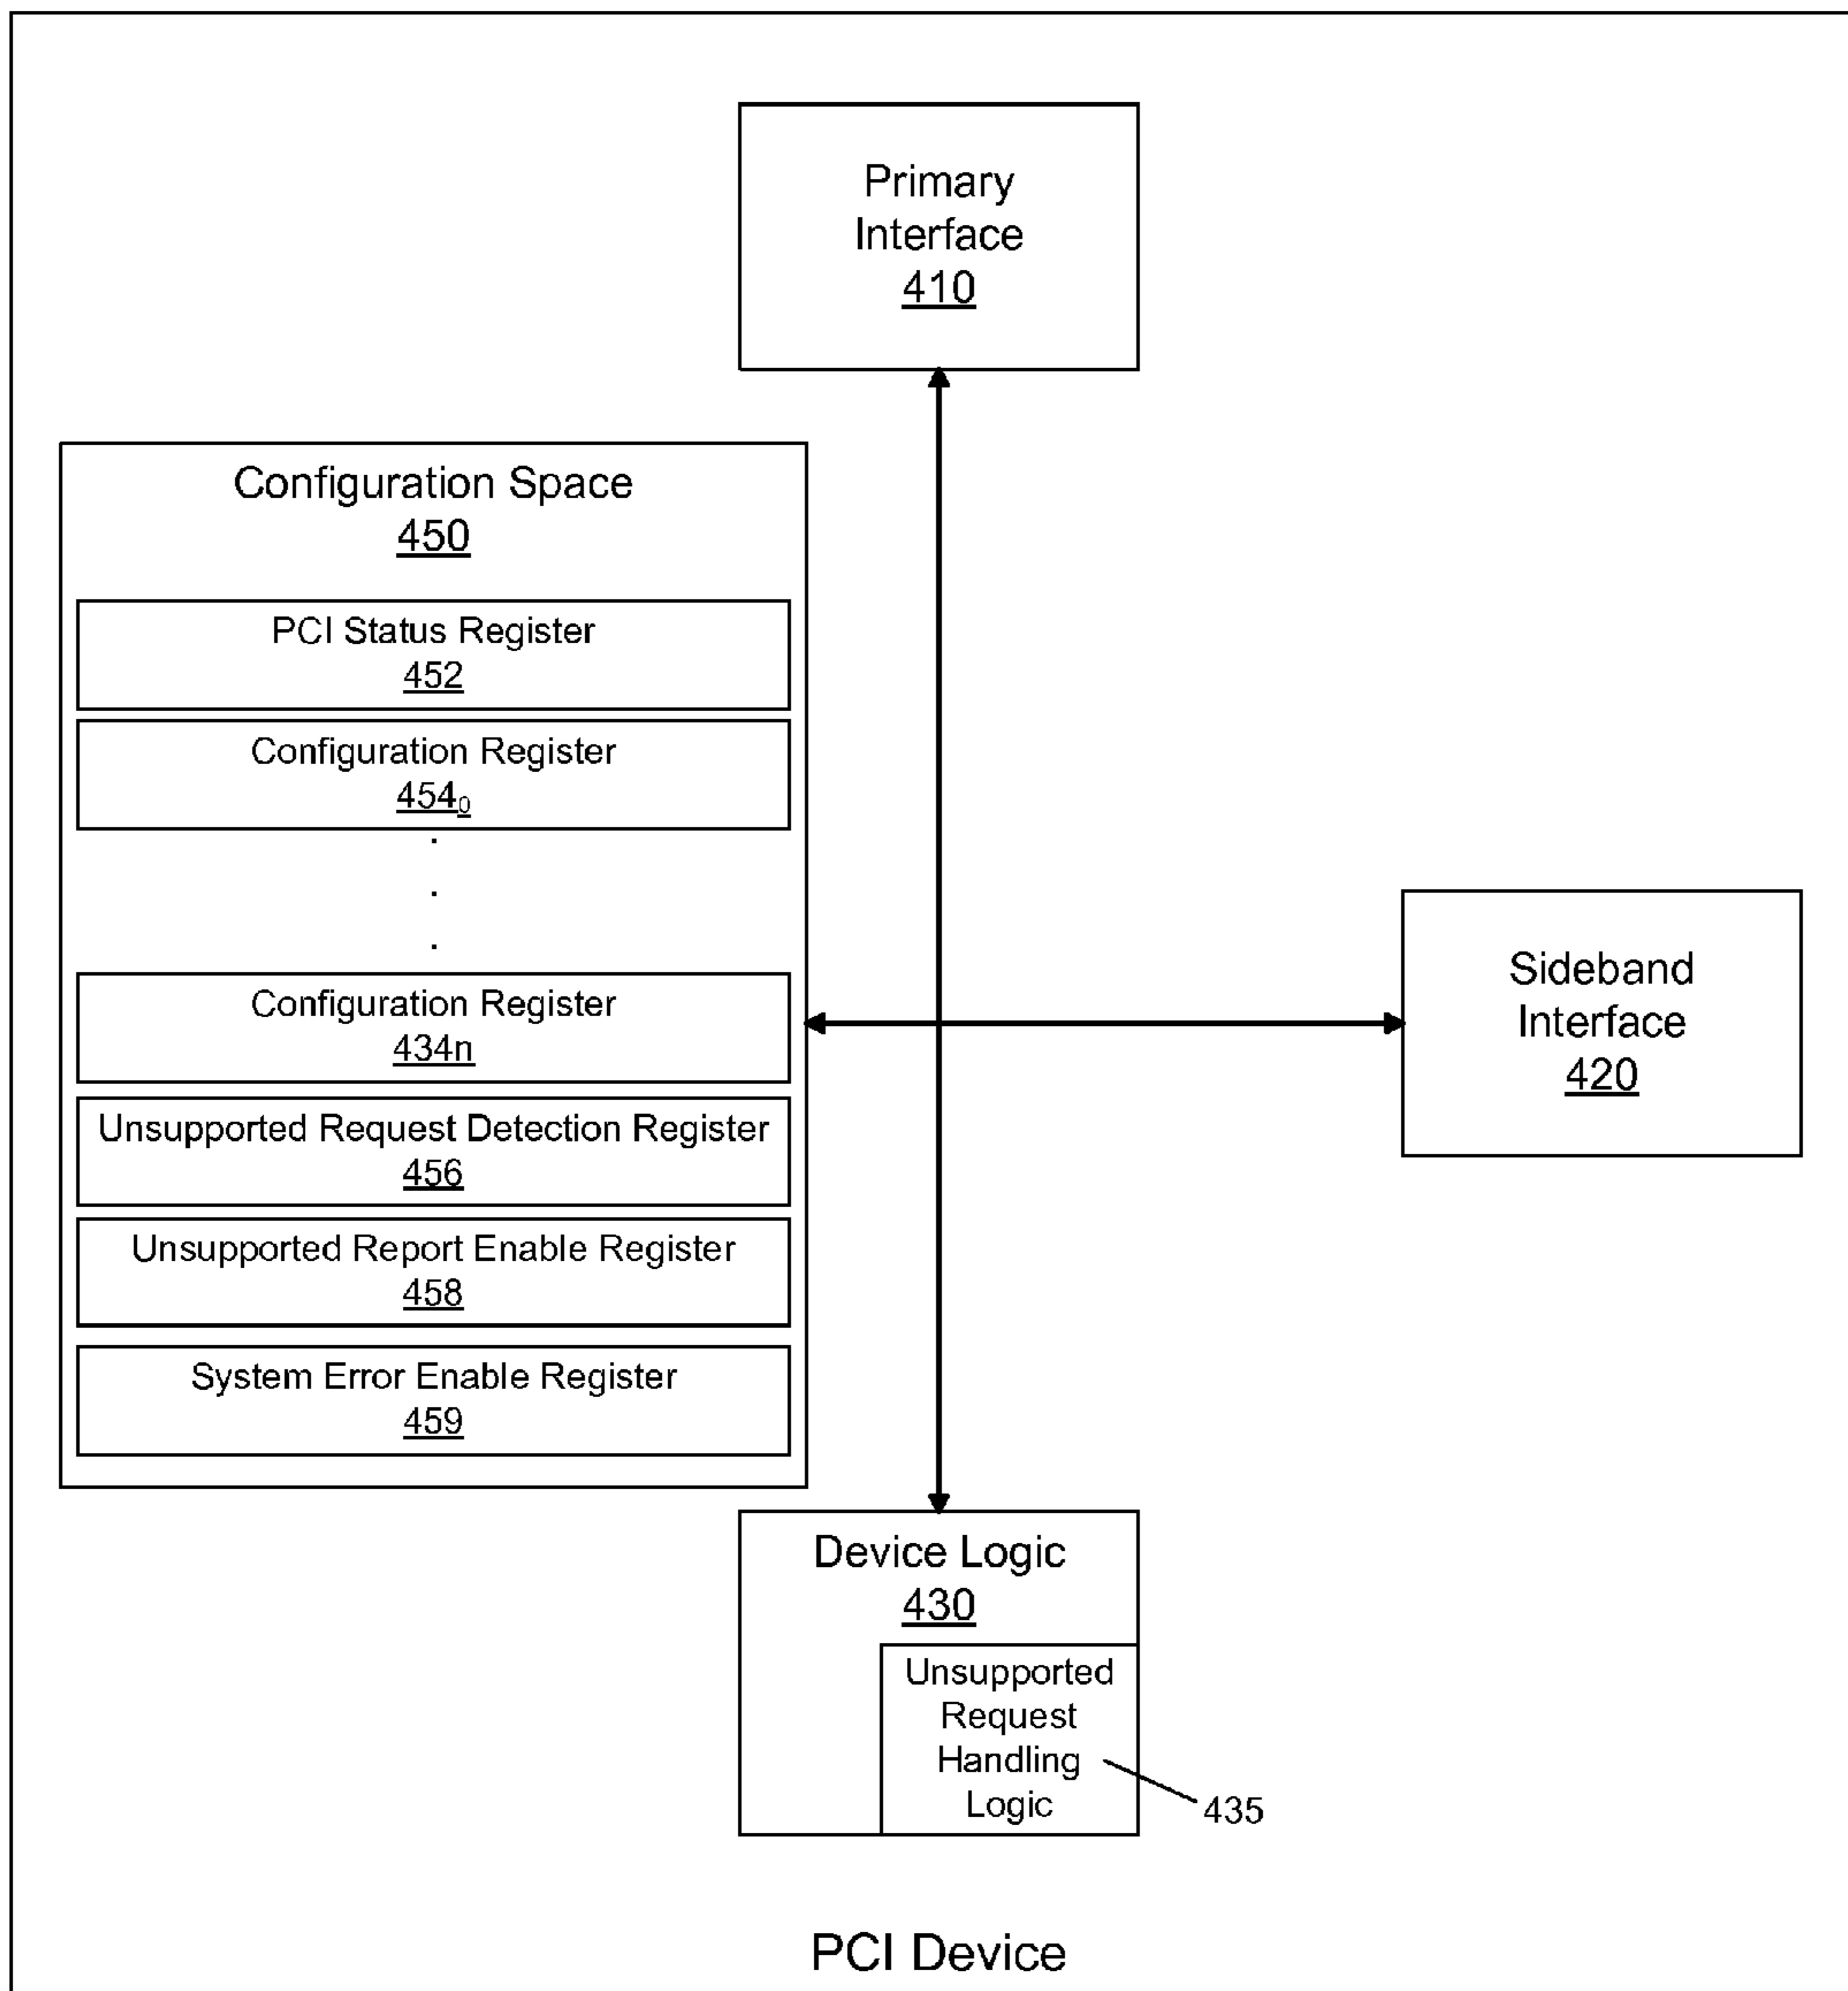 Primary
Interface
410
Configuration Space
450
PCI Status Register
452
Configuration Register
454₀
.
.
.
Configuration Register
434n
Unsupported Request Detection Register
456
Unsupported Report Enable Register
458
System Error Enable Register
459
Sideband
Interface
420
Device Logic
430
Unsupported
Request
Handling
Logic
435
PCI Device